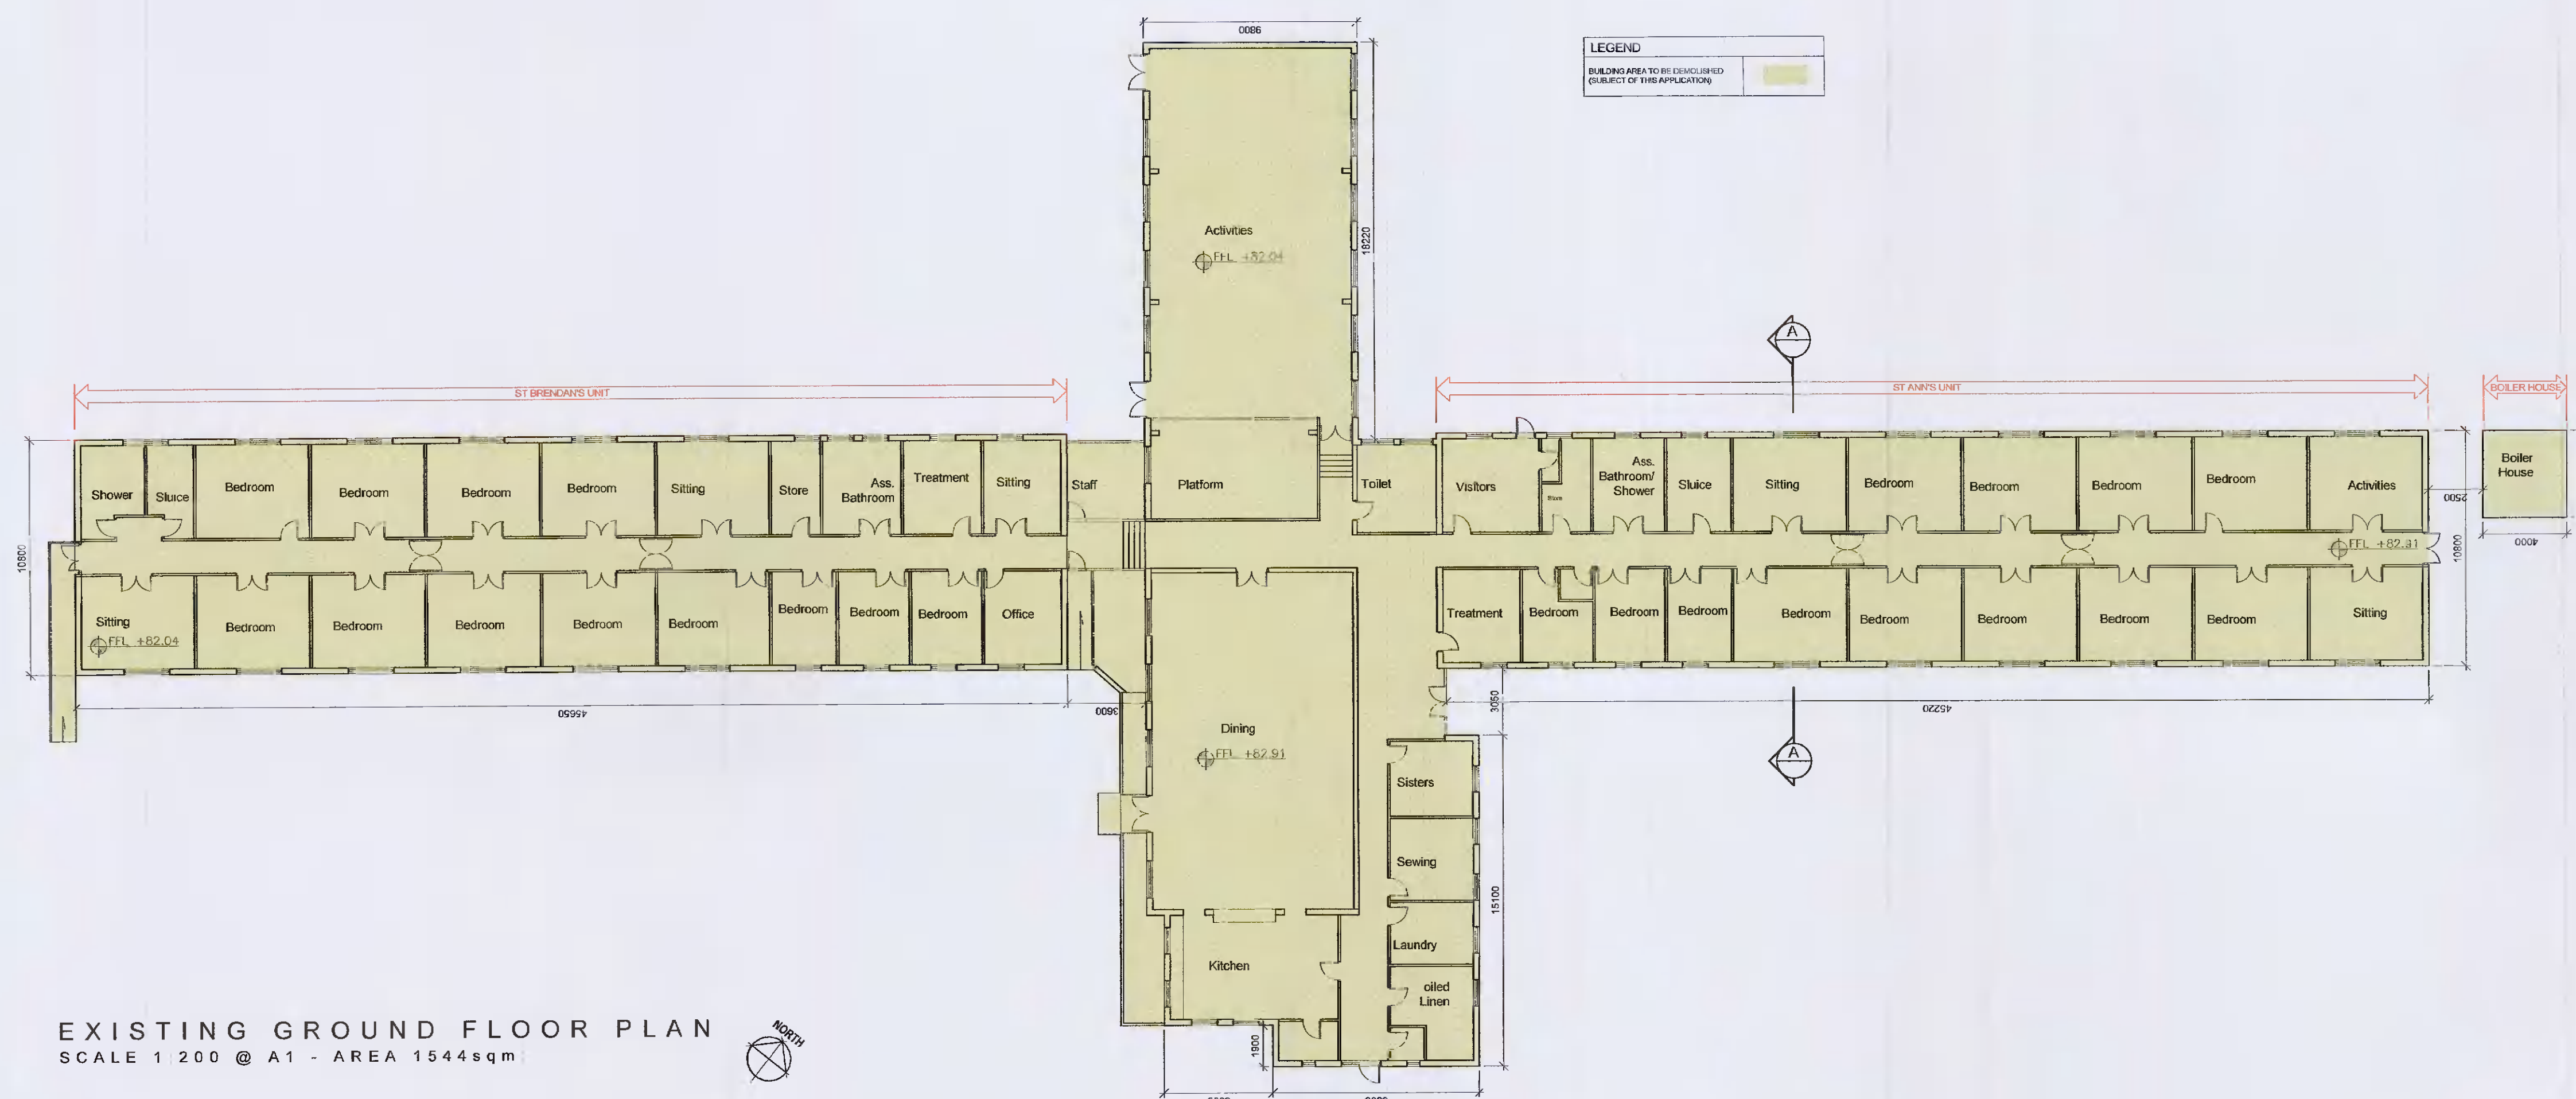 9800
LEGEND
BUILDING AREA TO BE DEMOLISHED
(SUBJECT OF THIS APPLICATION)
Activities
FFL +82.04
18220
A
ST BRENDAN'S UNIT
ST ANN'S UNIT
BOILER HOUSE
Shower
Sluice
Bedroom
Bedroom
Bedroom
Bedroom
Sitting
Store
Ass.
Bathroom
Treatment
Sitting
Staff
Platform
Toilet
Visitors
Store
Ass.
Bathroom/
Shower
Sluice
Sitting
Bedroom
Bedroom
Bedroom
Bedroom
Activities
Boiler
House
2500
4000
10800
FFL +82.91
10800
Sitting
FFL +82.04
Bedroom
Bedroom
Bedroom
Bedroom
Bedroom
Bedroom
Bedroom
Bedroom
Office
Treatment
Bedroom
Bedroom
Bedroom
Bedroom
Bedroom
Bedroom
Bedroom
Bedroom
Sitting
45650
3600
3050
45220
Dining
FFL +82.91
A
Sisters
Sewing
15100
Laundry
Kitchen
oiled
Linen
1900
EXISTING GROUND FLOOR PLAN
SCALE 1:200 @ A1 - AREA 1544sqm
NORTH